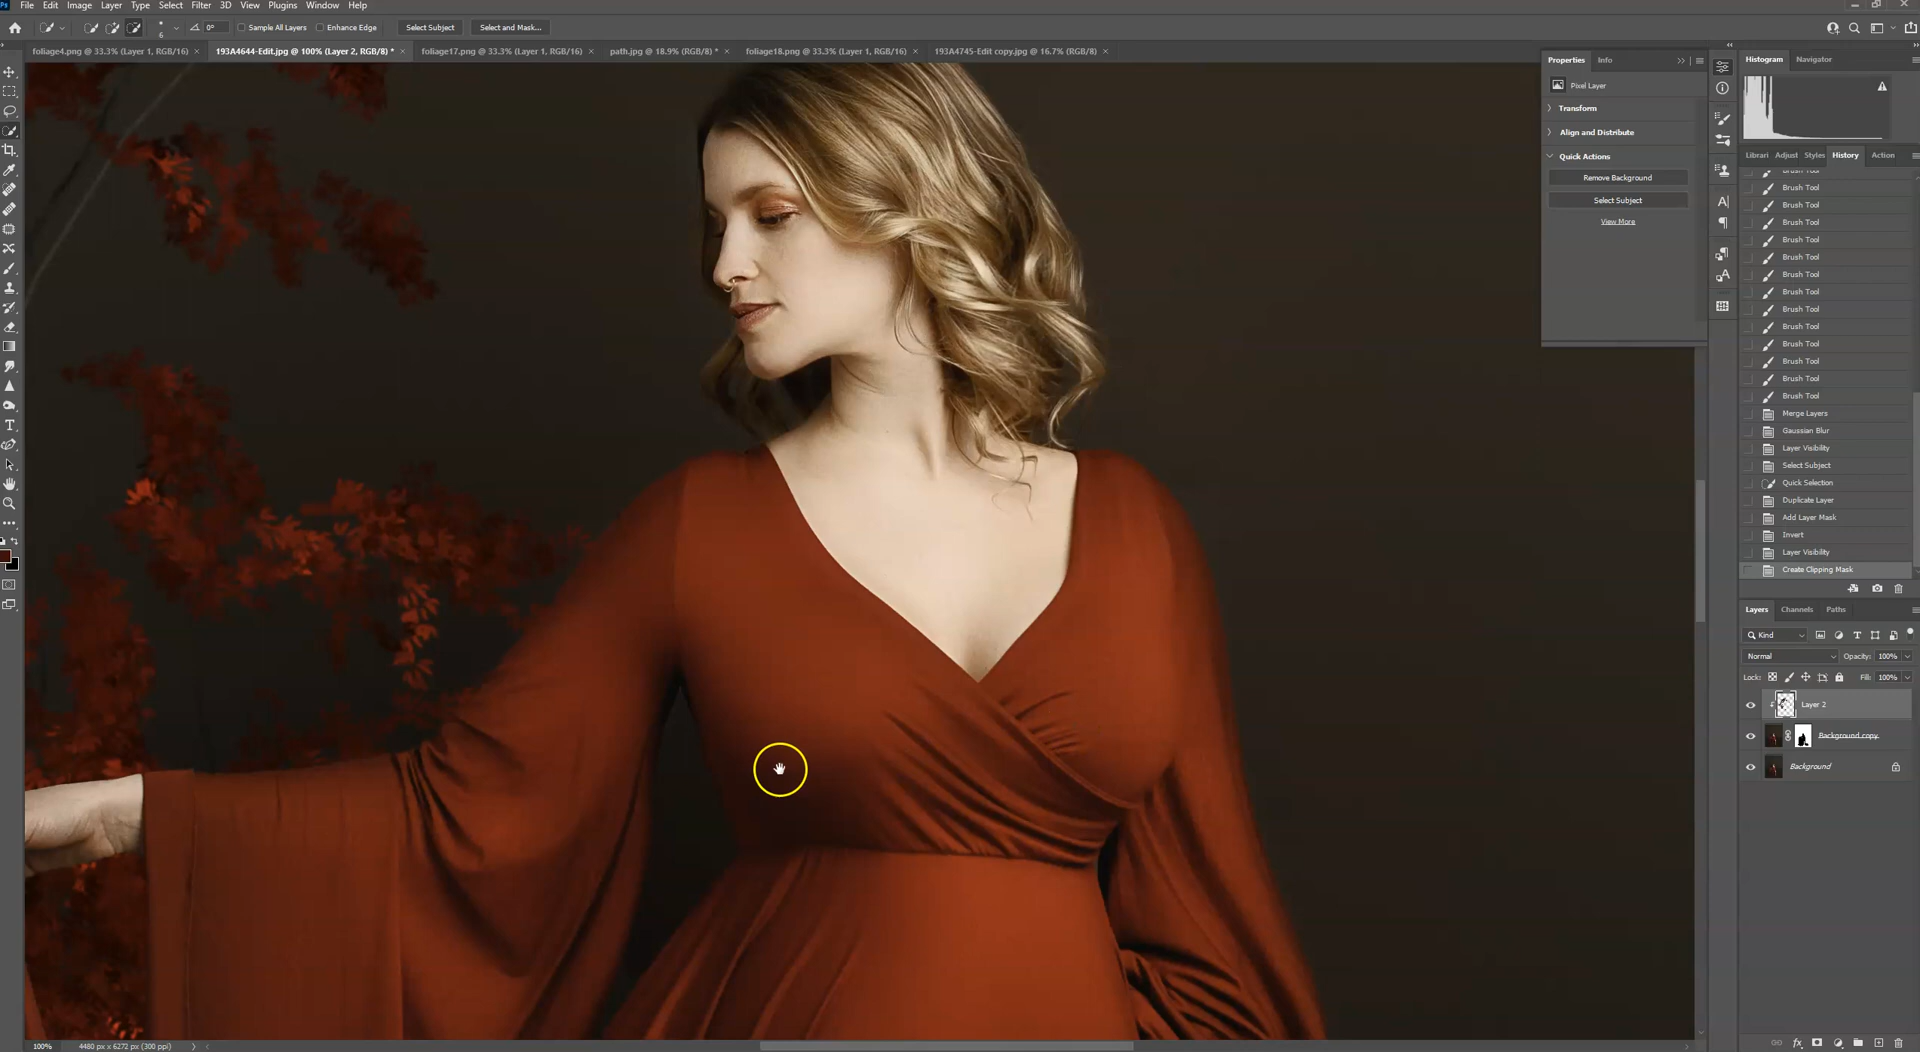 Ps File Edit Image Layer Type Select Filter 3D View Plugins Window Help
6 0° Sample All Layers Enhance Edge Select Subject Select and Mask...
foliage4.png @ 33.3% (Layer 1, RGB/16) × 193A4644-Edit.jpg @ 100% (Layer 2, RGB/8) * × foliage17.png @ 33.3% (Layer 1, RGB/16) × path.jpg @ 18.9% (RGB/8) * × foliage18.png @ 33.3% (Layer 1, RGB/16) × 193A4745-Edit copy.jpg @ 16.7% (RGB/8) ×
Properties Info
Pixel Layer
Transform
Align and Distribute
Quick Actions
Remove Background
Select Subject
View More
Histogram Navigator
Librari Adjust Styles History Action
Brush Tool
Brush Tool
Brush Tool
Brush Tool
Brush Tool
Brush Tool
Brush Tool
Brush Tool
Brush Tool
Brush Tool
Brush Tool
Brush Tool
Brush Tool
Brush Tool
Merge Layers
Gaussian Blur
Layer Visibility
Select Subject
Quick Selection
Duplicate Layer
Add Layer Mask
Invert
Layer Visibility
Create Clipping Mask
Layers Channels Paths
Kind
Normal Opacity: 100%
Lock: Fill: 100%
Layer 2
Background copy
Background
100% 4480 px x 6272 px (300 ppi)